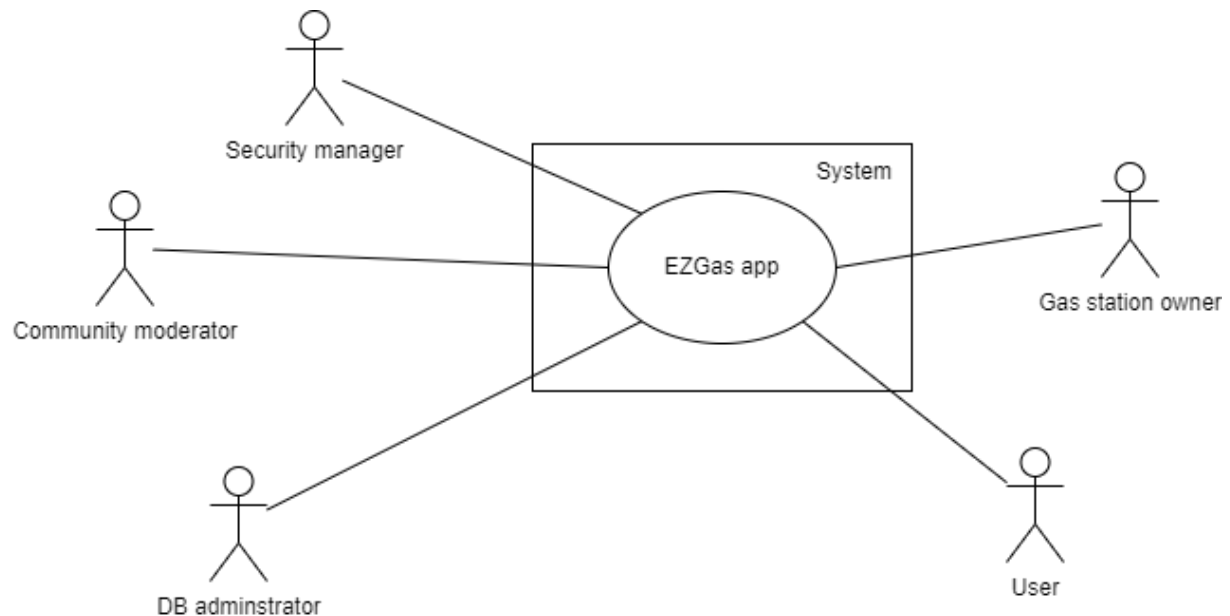 Security manager
System
Community moderator
EZGas app
Gas station owner
DB adminstrator
User